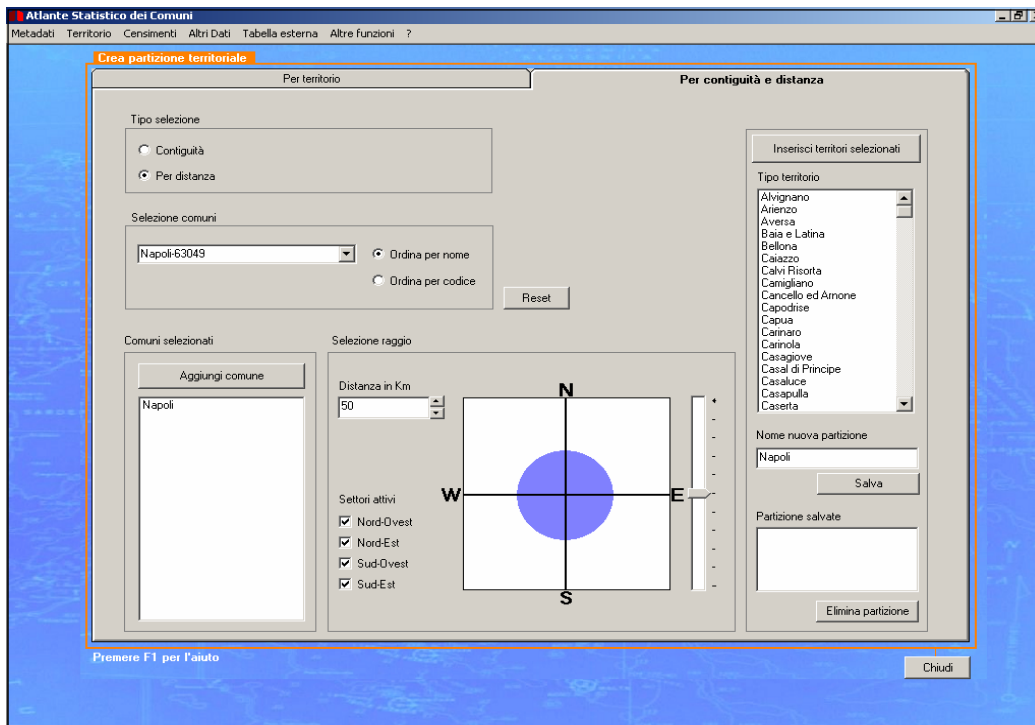 Atlante Statistico dei Comuni
Metadati Territorio Censimenti Altri Dati Tabella esterna Altre funzioni ?
Crea partizione territoriale
Per territorio
Per contiguità e distanza
Tipo selezione
Contiguità
Per distanza
Selezione comuni
Napoli-63049
Ordina per nome
Ordina per codice
Reset
Comuni selezionati
Aggiungi comune
Napoli
Selezione raggio
Distanza in Km
50
Settori attivi
Nord-Ovest
Nord-Est
Sud-Ovest
Sud-Est
N
W
E
S
+
-
-
-
-
-
-
-
-
-
-
Inserisci territori selezionati
Tipo territorio
Alvignano
Arienzo
Aversa
Baia e Latina
Bellona
Caiazzo
Calvi Risorta
Camigliano
Cancello ed Arnone
Capodrise
Capua
Carinaro
Carinola
Casagiove
Casal di Principe
Casaluce
Casapulla
Caserta
Nome nuova partizione
Napoli
Salva
Partizione salvate
Elimina partizione
Premere F1 per l'aiuto
Chiudi